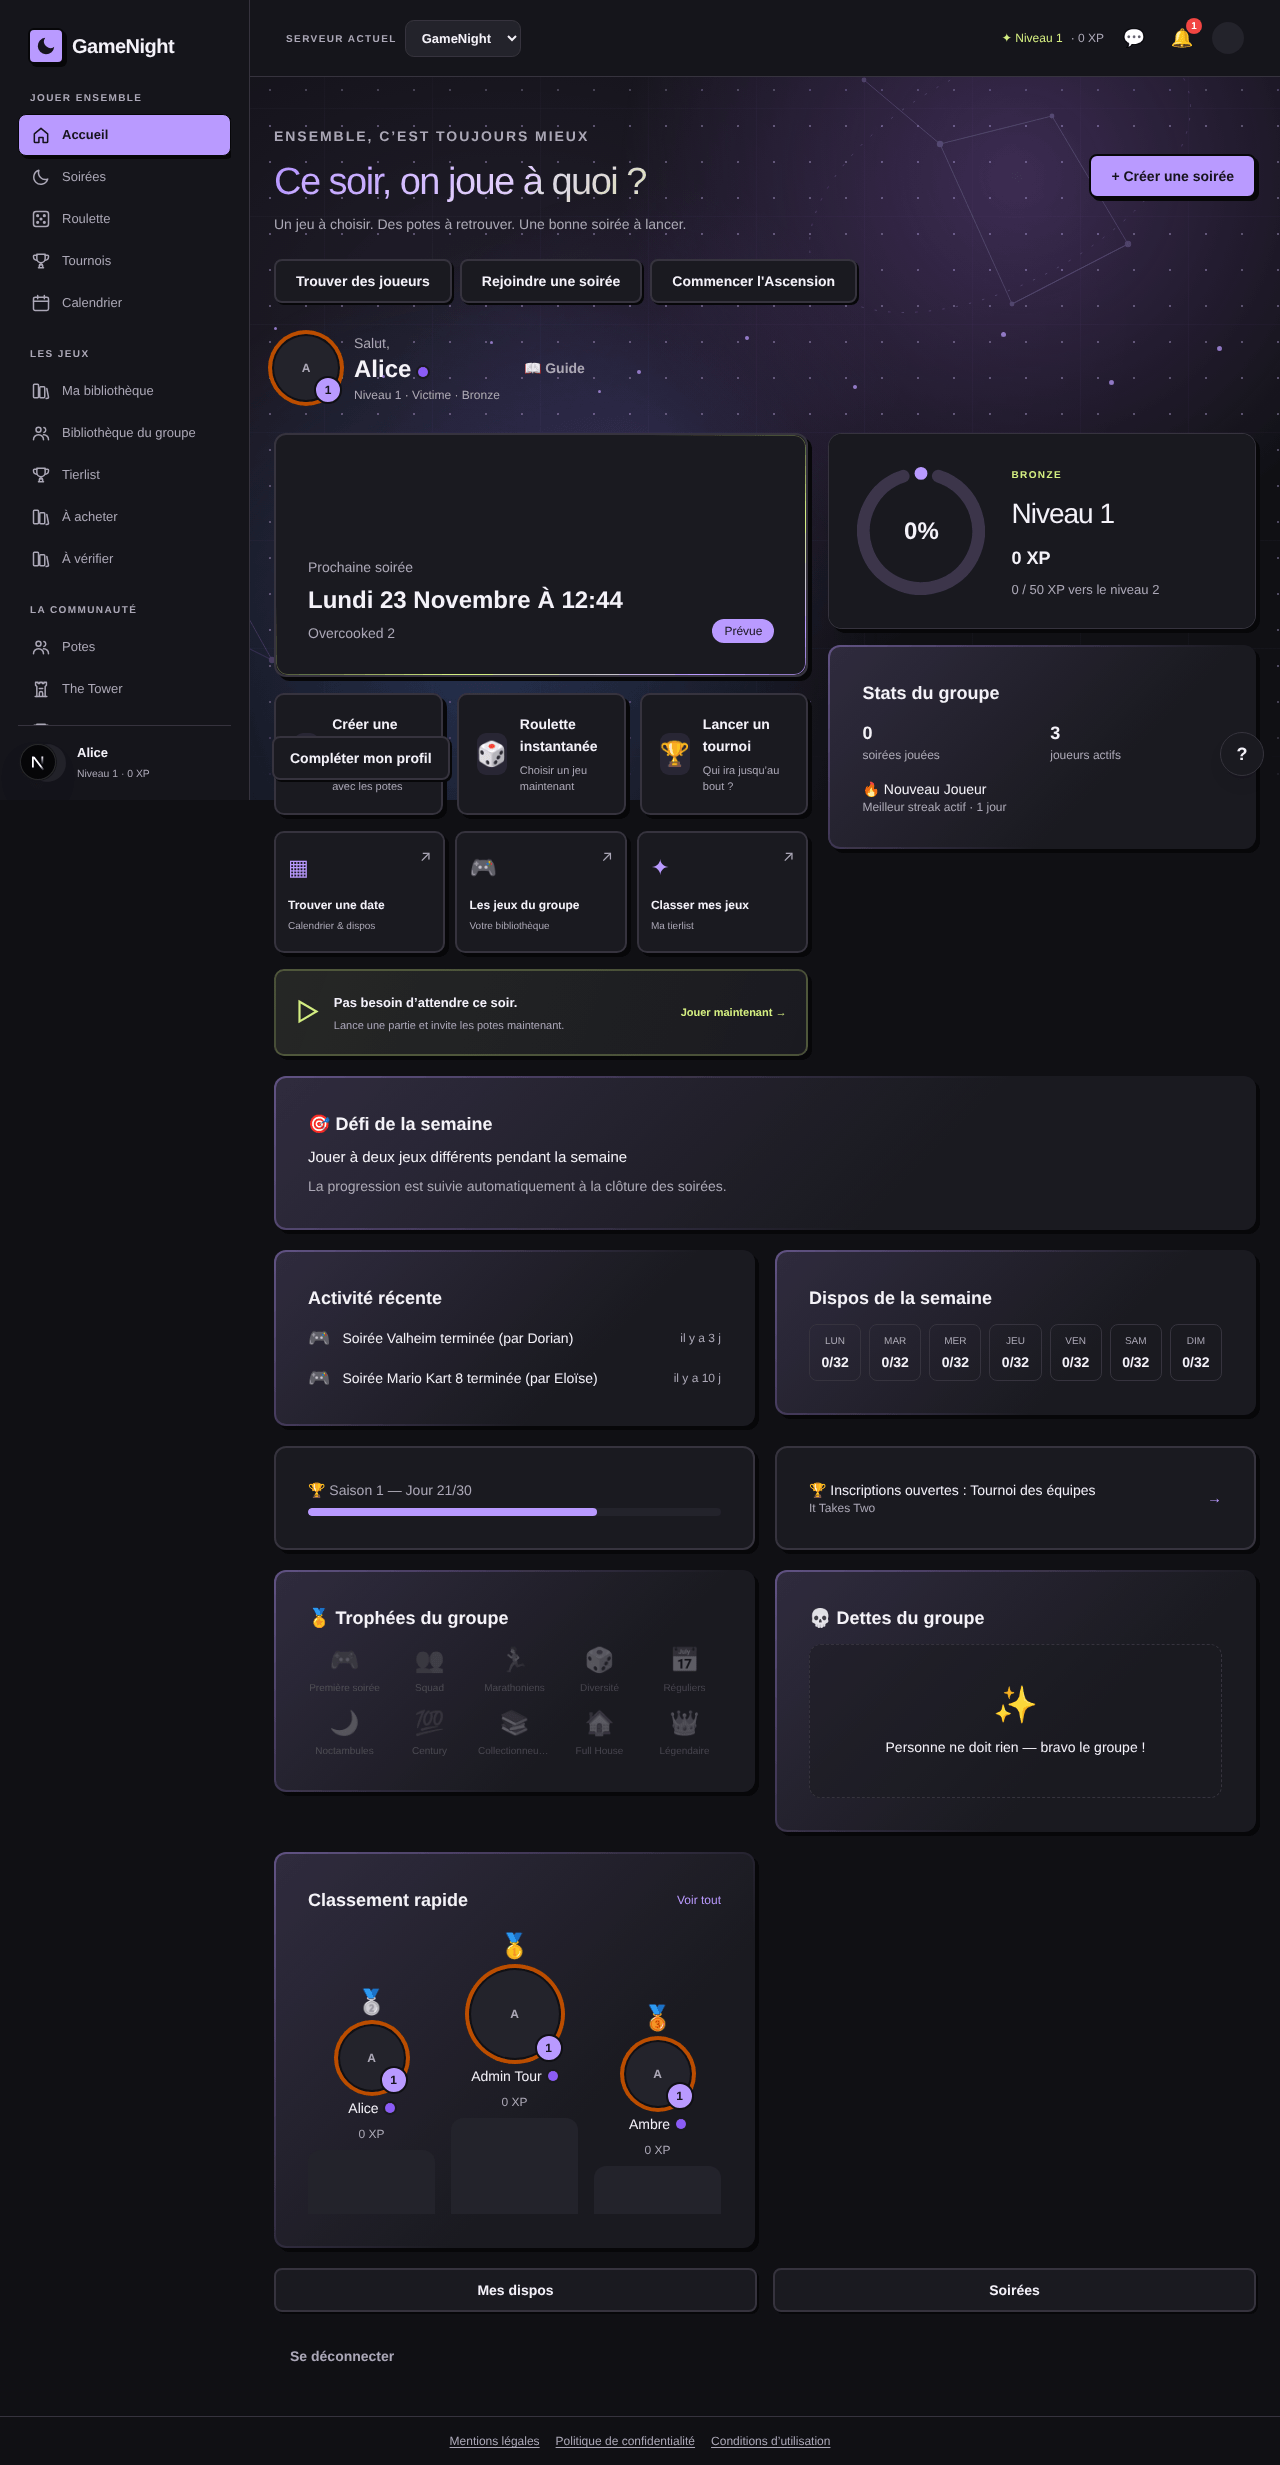 GameNight
JOUER ENSEMBLE
Accueil
Soirées
Roulette
Tournois
Calendrier
LES JEUX
Ma bibliothèque
Bibliothèque du groupe
Tierlist
À acheter
À vérifier
LA COMMUNAUTÉ
Potes
The Tower
N
Alice
Niveau 1 · 0 XP
SERVEUR ACTUEL
GameNight
✦ Niveau 1 · 0 XP
1
ENSEMBLE, C’EST TOUJOURS MIEUX
Ce soir, on joue à quoi ?
Un jeu à choisir. Des potes à retrouver. Une bonne soirée à lancer.
+ Créer une soirée
Trouver des joueurs
Rejoindre une soirée
Commencer l'Ascension
A
1
Salut,
Alice
Niveau 1 · Victime · Bronze
📖 Guide
Prochaine soirée
Lundi 23 Novembre À 12:44
Overcooked 2
Prévue
0%
BRONZE
Niveau 1
0 XP
0 / 50 XP vers le niveau 2
Stats du groupe
0
soirées jouées
3
joueurs actifs
🔥 Nouveau Joueur
Meilleur streak actif · 1 jour
?
Créer une
Compléter mon profil
avec les potes
Roulette
instantanée
Choisir un jeu
maintenant
Lancer un
tournoi
Qui ira jusqu’au
bout ?
Trouver une date
Calendrier & dispos
Les jeux du groupe
Votre bibliothèque
Classer mes jeux
Ma tierlist
Pas besoin d’attendre ce soir.
Lance une partie et invite les potes maintenant.
Jouer maintenant →
🎯 Défi de la semaine
Jouer à deux jeux différents pendant la semaine
La progression est suivie automatiquement à la clôture des soirées.
Activité récente
🎮 Soirée Valheim terminée (par Dorian)
il y a 3 j
🎮 Soirée Mario Kart 8 terminée (par Eloïse)
il y a 10 j
Dispos de la semaine
LUN MAR MER JEU VEN SAM DIM
0/32 0/32 0/32 0/32 0/32 0/32 0/32
🏆 Saison 1 — Jour 21/30
🏆 Inscriptions ouvertes : Tournoi des équipes
It Takes Two
→
🏅 Trophées du groupe
Première soirée
Squad
Marathoniens
Diversité
Réguliers
Noctambules
Century
Collectionneu…
Full House
Légendaire
💀 Dettes du groupe
Personne ne doit rien — bravo le groupe !
Classement rapide
Voir tout
2
A
1
Alice
0 XP
1
A
1
Admin Tour
0 XP
3
A
1
Ambre
0 XP
Mes dispos
Soirées
Se déconnecter
Mentions légales
Politique de confidentialité
Conditions d’utilisation